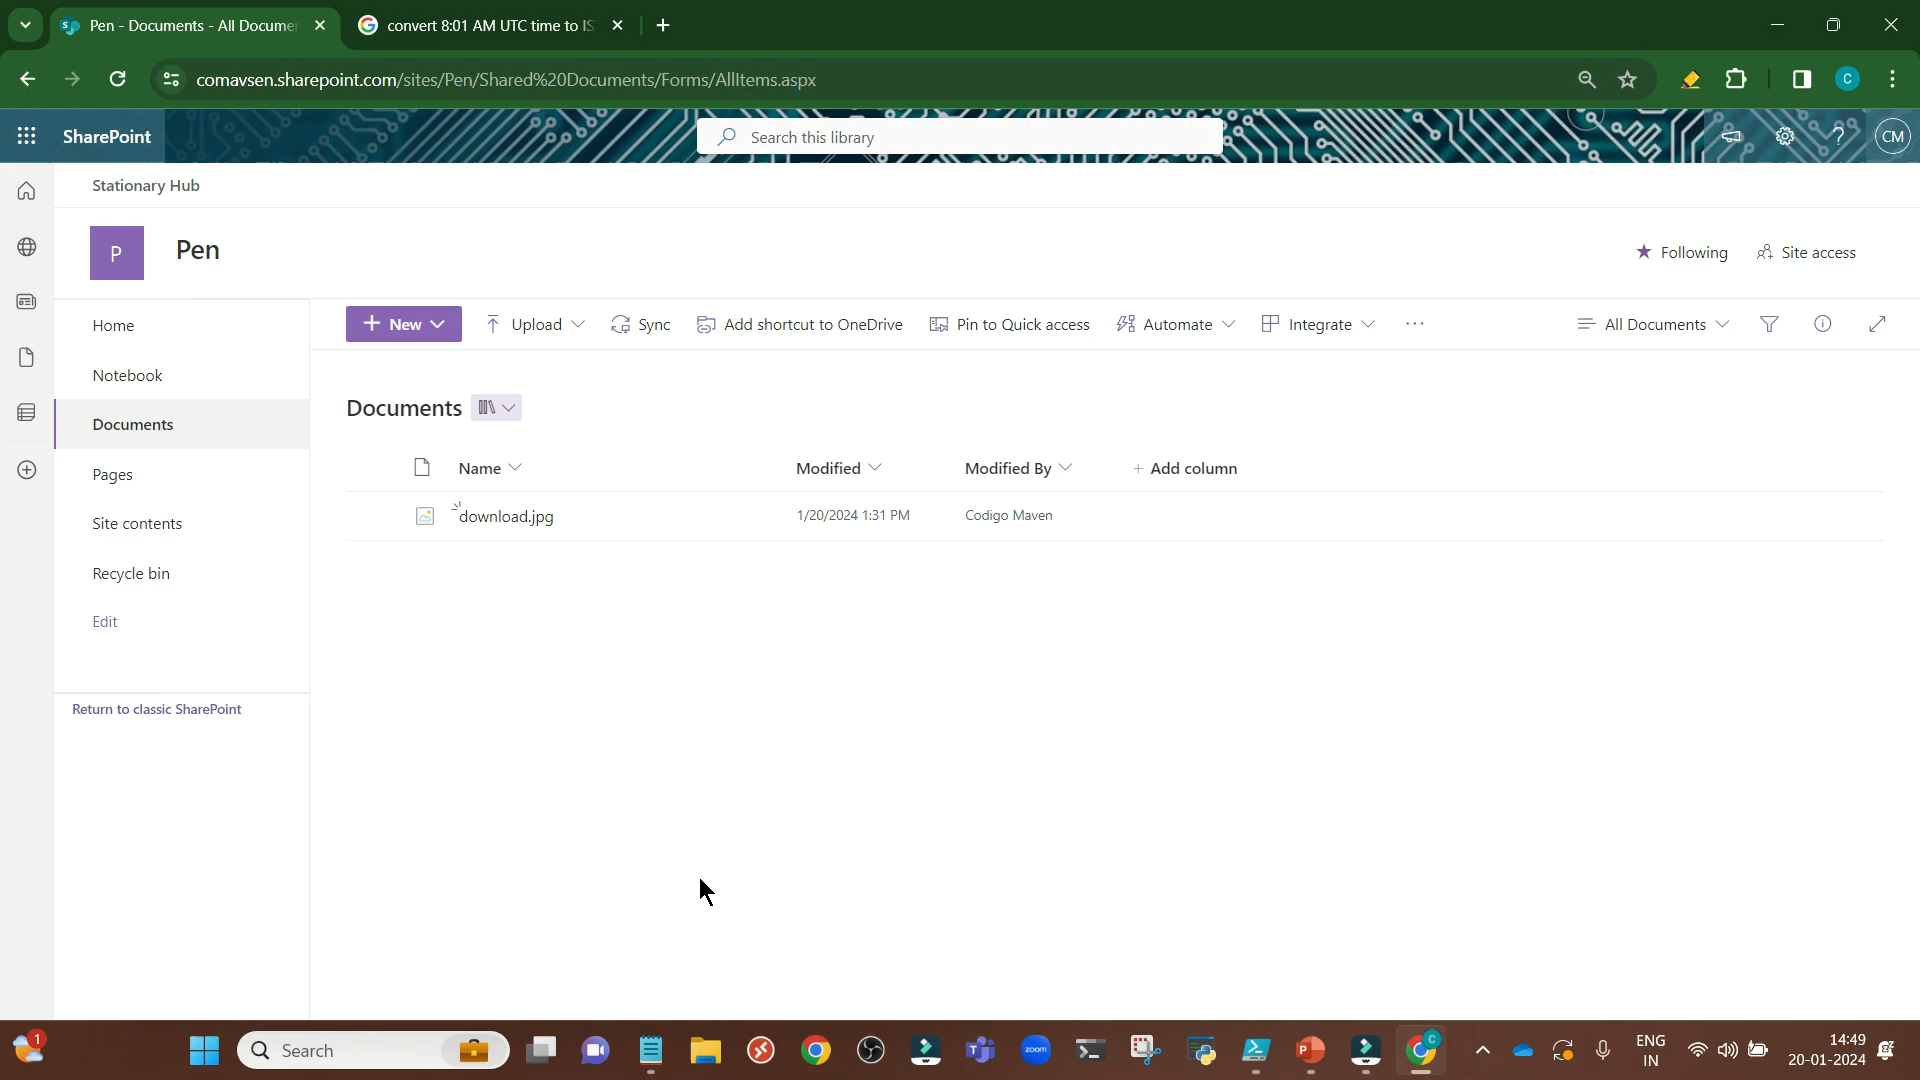 Pen - Documents - All Docume
convert 8:01 AM UTC time to IS
comavsen.sharepoint.com/sites/Pen/Shared%20Documents/Forms/AllItems.aspx
C
SharePoint
Search this library
CM
Stationary Hub
P
Pen
Following
Site access
Home
Notebook
Documents
Pages
Site contents
Recycle bin
Edit
Return to classic SharePoint
New
Upload
Sync
Add shortcut to OneDrive
Pin to Quick access
Automate
Integrate
All Documents
Documents
Name
Modified
Modified By
+ Add column
download.jpg
1/20/2024 1:31 PM
Codigo Maven
1
Search
zoom
C
ENG
IN
14:49
20-01-2024